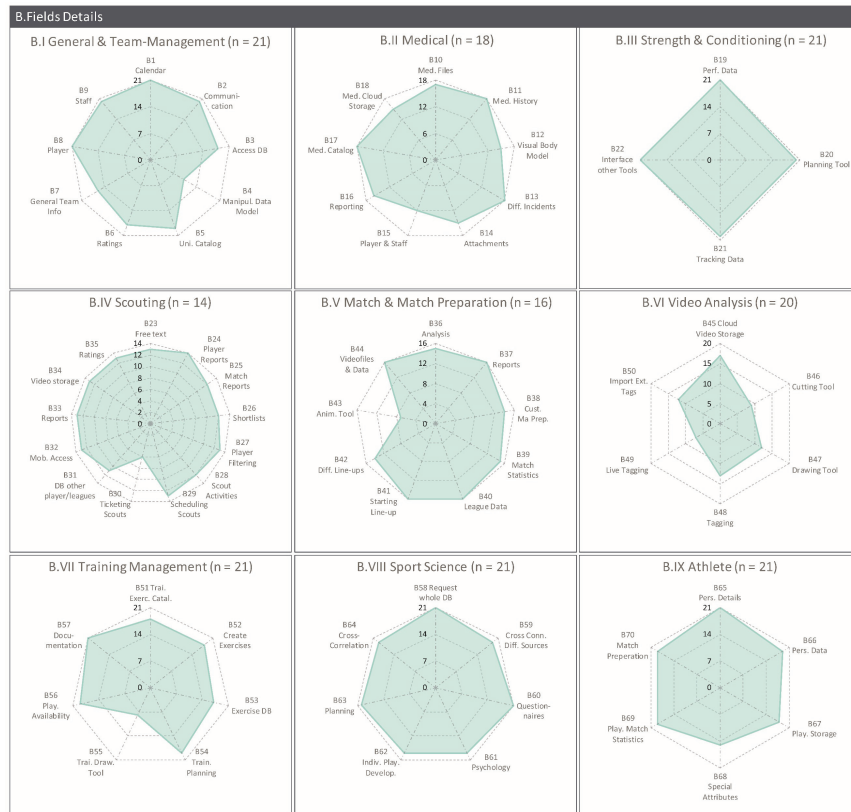 B.Fields Details
B.I General & Team-Management (n = 21)
B1
Calendar
21
14
7
0
B2
Communi-
cation
B3
Access DB
B4
Manipul. Data
Model
B5
Uni. Catalog
B6
Ratings
B7
General Team
Info
B8
Player
B9
Staff
B.II Medical (n = 18)
B10
Med. Files
18
12
6
0
B11
Med. History
B12
Visual Body
Model
B13
Diff. Incidents
B14
Attachments
B15
Player & Staff
B16
Reporting
B17
Med. Catalog
B18
Med. Cloud
Storage
B.III Strength & Conditioning (n = 21)
B19
Perf. Data
21
14
7
0
B20
Planning Tool
B21
Tracking Data
B22
Interface
other Tools
B.IV Scouting (n = 14)
B23
Free text
14
12
10
8
6
4
2
0
B24
Player
Reports
B25
Match
Reports
B26
Shortlists
B27
Player
Filtering
B28
Scout
Activities
B29
Scheduling
Scouts
B30
Ticketing
Scouts
B31
DB other
player/leagues
B32
Mob. Access
B33
Reports
B34
Video storage
B35
Ratings
B.V Match & Match Preparation (n = 16)
B36
Analysis
16
12
8
4
0
B37
Reports
B38
Cust.
Ma Prep.
B39
Match
Statistics
B40
League Data
B41
Starting
Line-up
B42
Diff. Line-ups
B43
Anim. Tool
B44
Videofiles
& Data
B.VI Video Analysis (n = 20)
B45 Cloud
Video Storage
20
15
10
5
0
B46
Cutting Tool
B47
Drawing Tool
B48
Tagging
B49
Live Tagging
B50
Import Ext.
Tags
B.VII Training Management (n = 21)
B51 Trai.
Exerc. Catal.
21
14
7
0
B52
Create
Exercises
B53
Exercise DB
B54
Train.
Planning
B55
Trai. Draw.
Tool
B56
Play.
Availability
B57
Docu-
mentation
B.VIII Sport Science (n = 21)
B58 Request
whole DB
21
14
7
0
B59
Cross Conn.
Diff. Sources
B60
Question-
naires
B61
Psychology
B62
Indiv. Play.
Develop.
B63
Planning
B64
Cross-
Correlation
B.IX Athlete (n = 21)
B65
Pers. Details
21
14
7
0
B66
Pers. Data
B67
Play. Storage
B68
Special
Attributes
B69
Play. Match
Statistics
B70
Match
Preperation